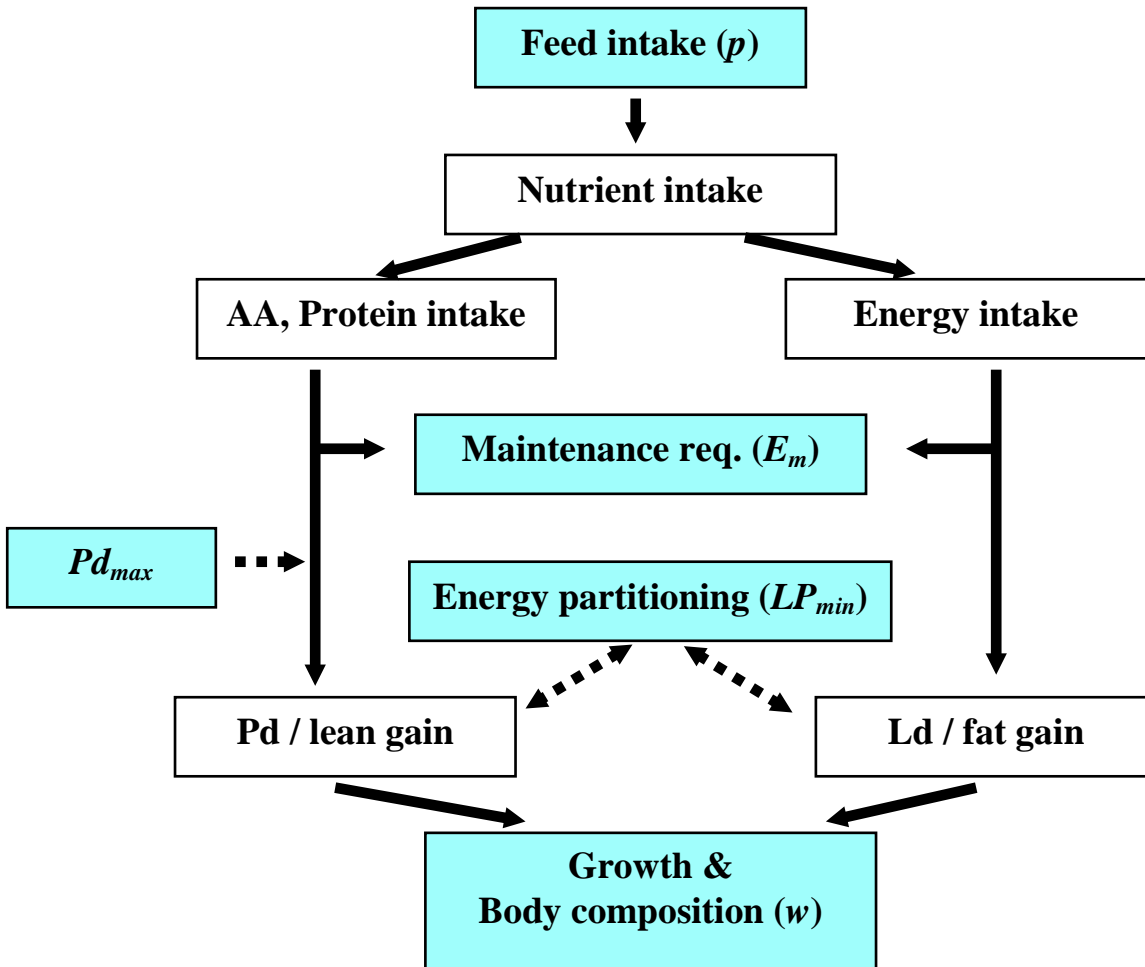 Feed intake (p)
Nutrient intake
AA, Protein intake
Energy intake
Maintenance req. (Em)
Pdmax
Energy partitioning (LPmin)
Pd / lean gain
Ld / fat gain
Growth &
Body composition (w)